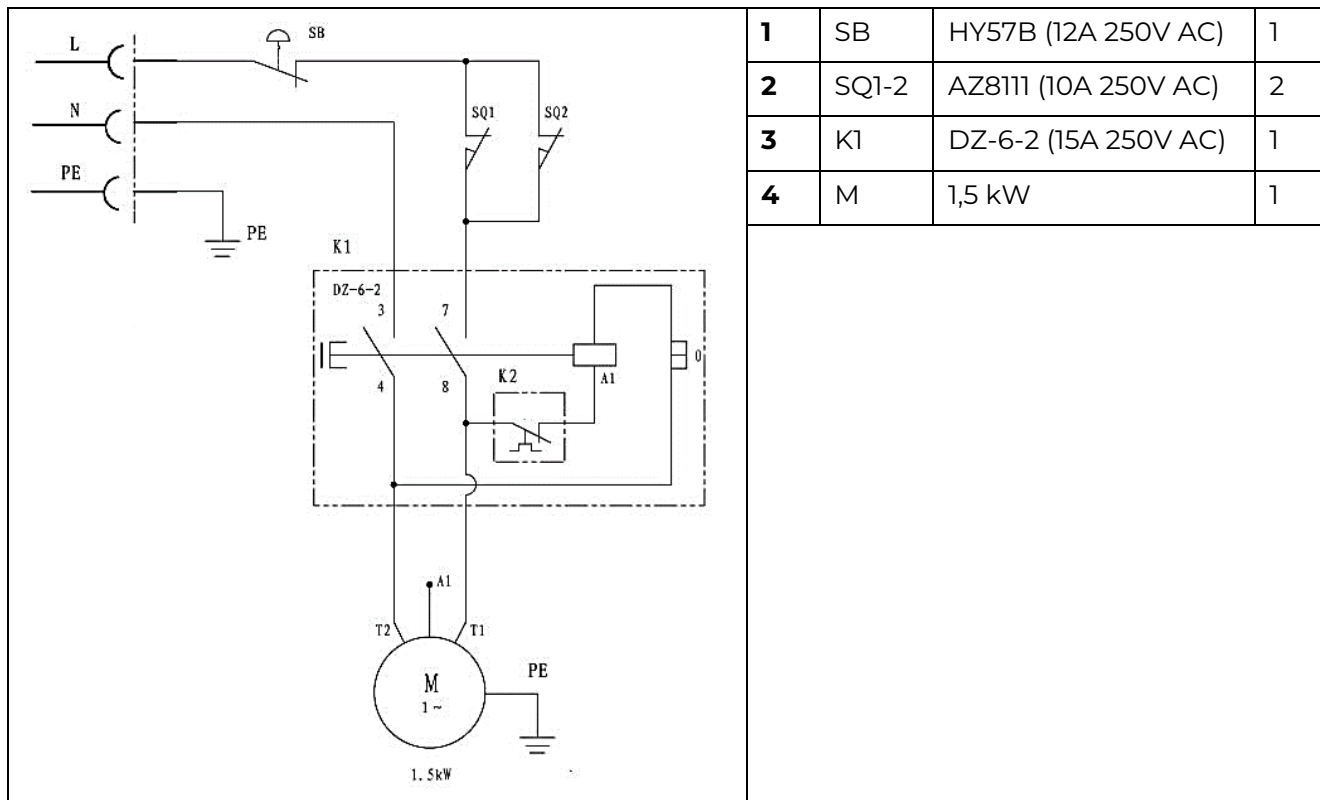 L
SB
N
SQ1
SQ2
PE
PE
K1
DZ-6-2
3
7
0
4
8
K2
A1
A1
T2
T1
M
1~
PE
1.5kW
1 SB HY57B (12A 250V AC) 1
2 SQ1-2 AZ8111 (10A 250V AC) 2
3 K1 DZ-6-2 (15A 250V AC) 1
4 M 1,5 kW 1